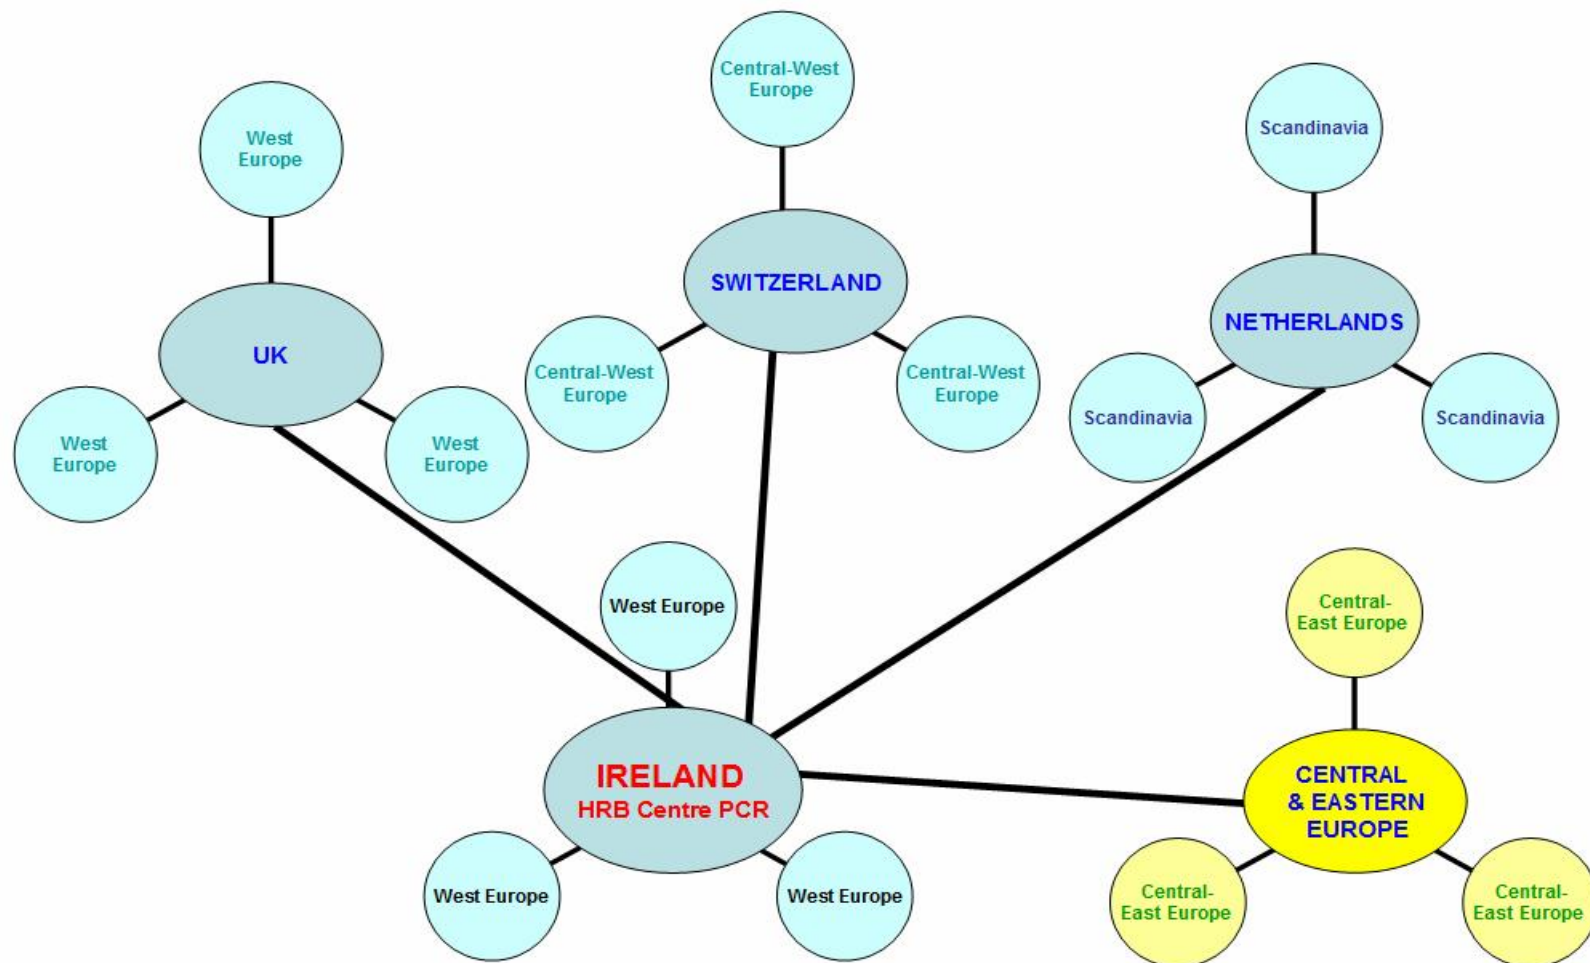 Central-West
Europe
West
Europe
Scandinavia
SWITZERLAND
NETHERLANDS
UK
Central-West
Europe
Central-West
Europe
Scandinavia
Scandinavia
West
Europe
West
Europe
West Europe
Central-
East Europe
IRELAND
HRB Centre PCR
CENTRAL
& EASTERN
EUROPE
West Europe
West Europe
Central-
East Europe
Central-
East Europe